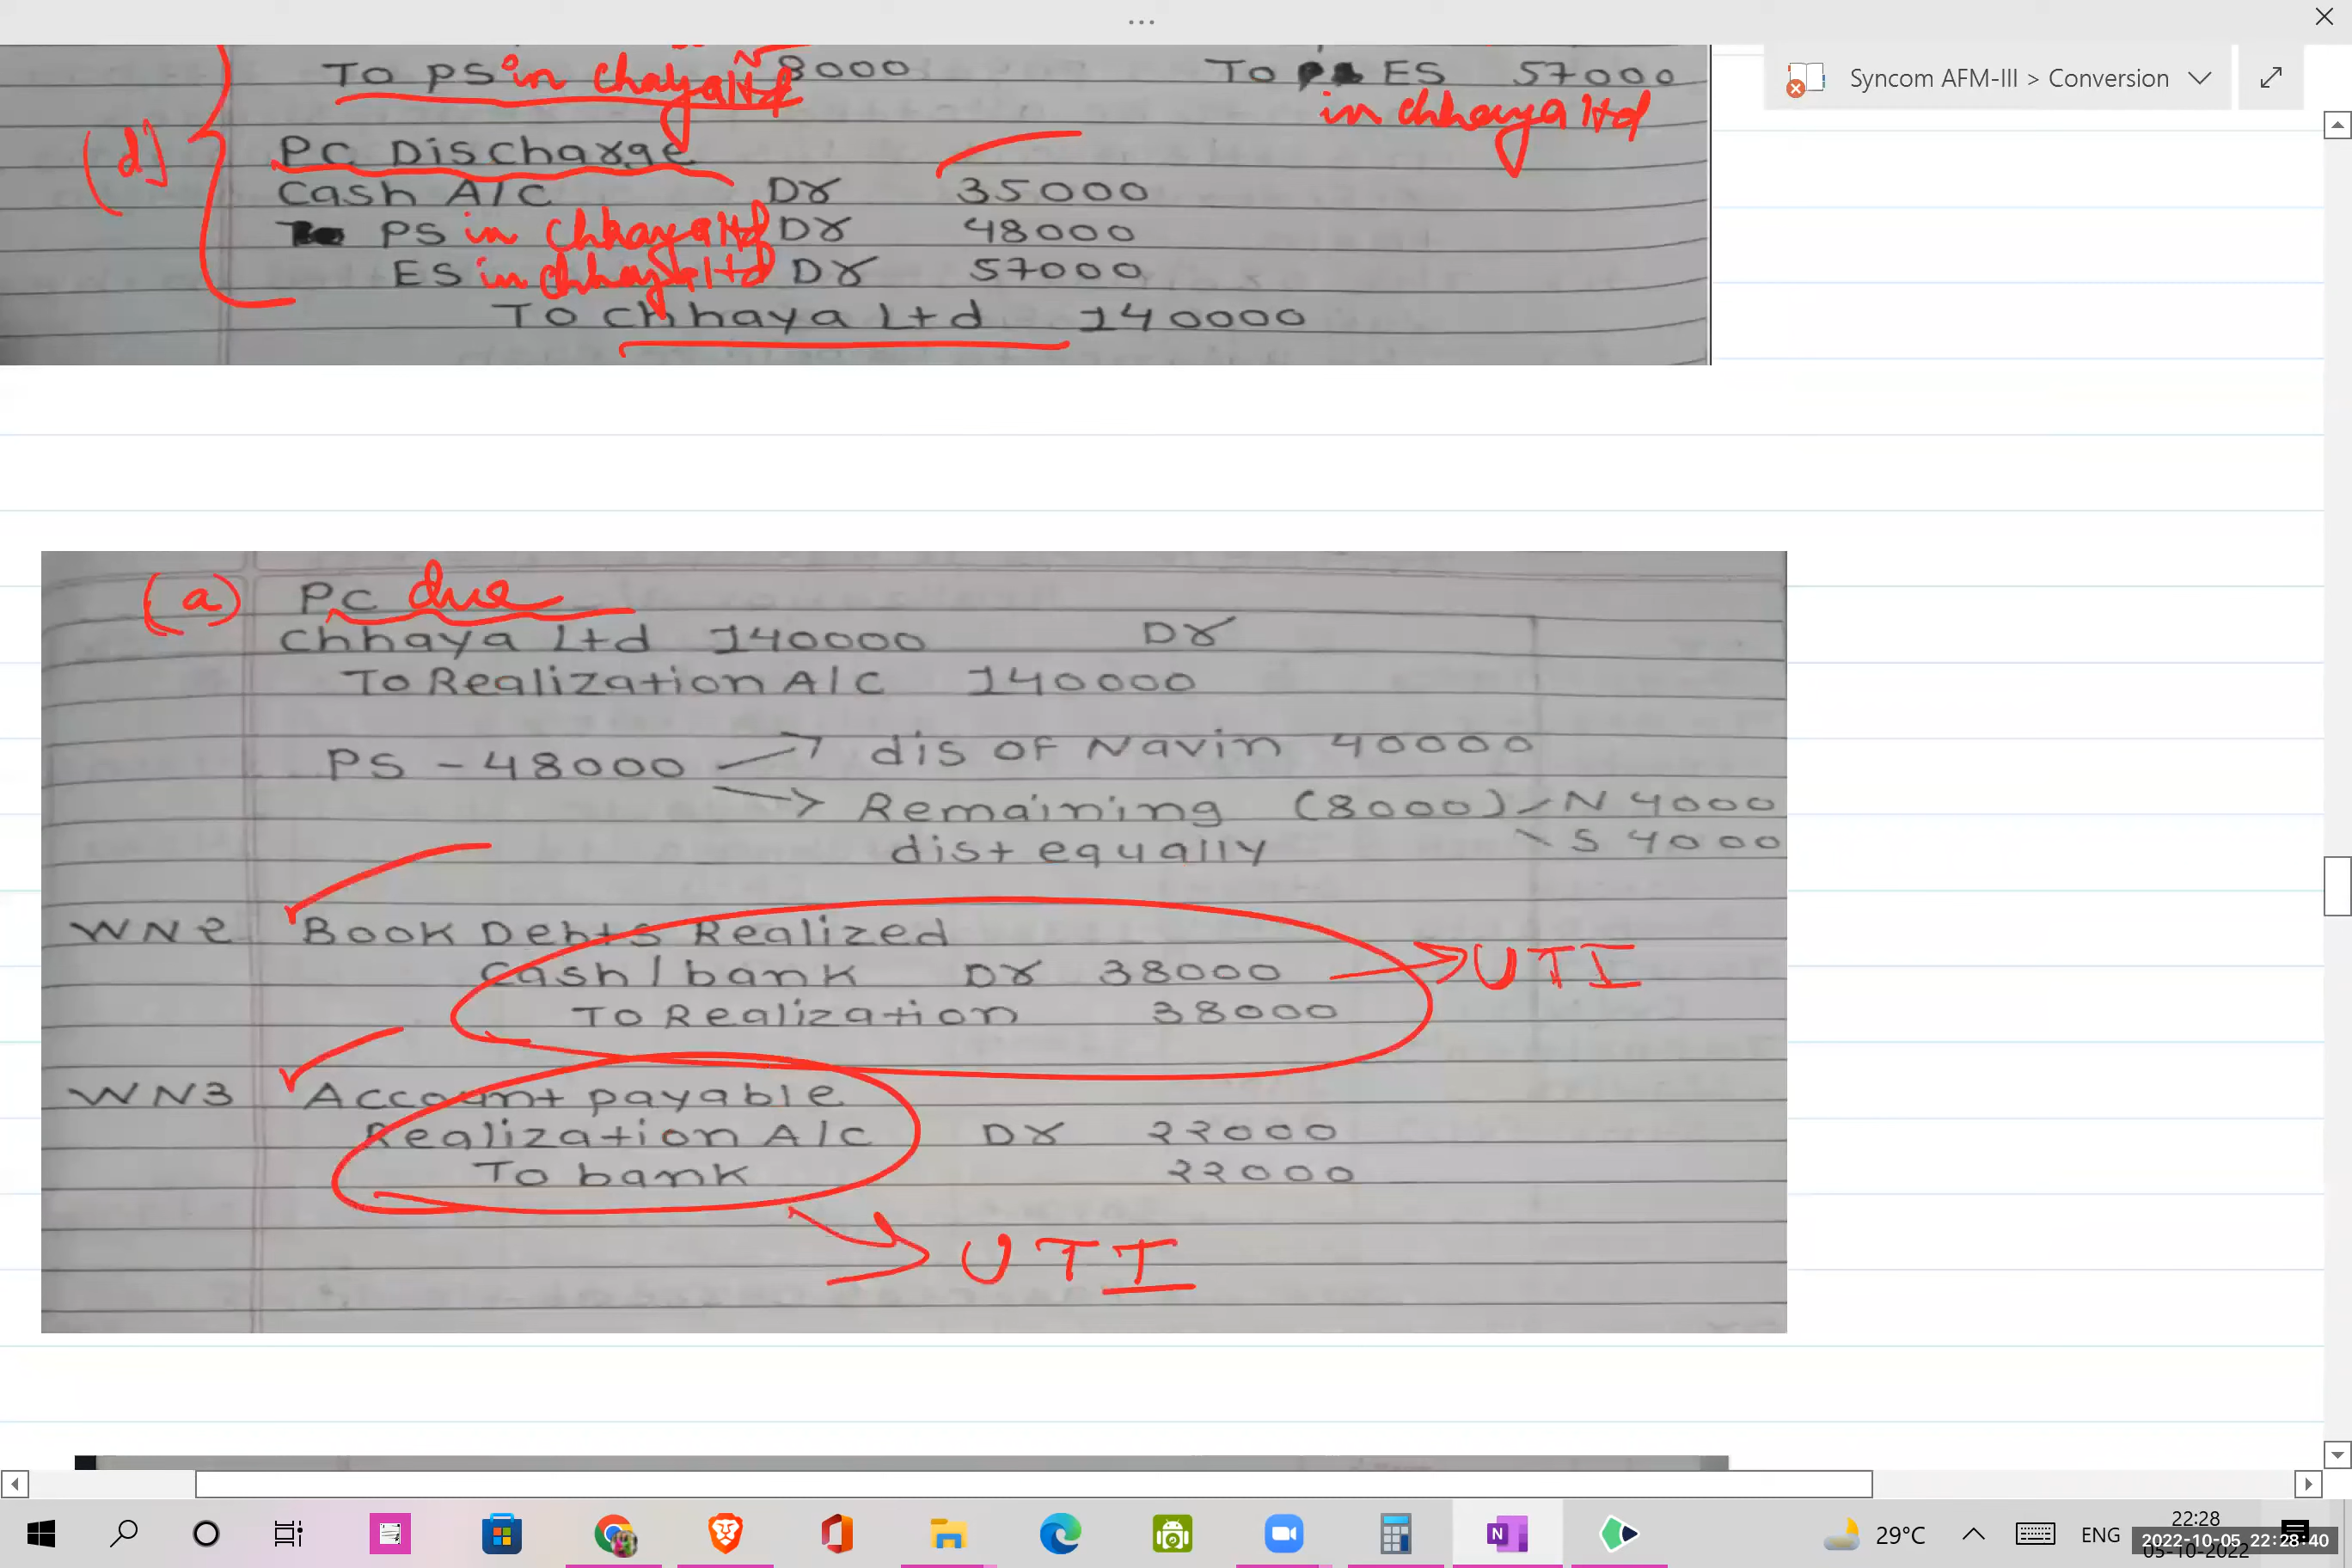 Syncom AFM-III > Conversion
To PS in chayaltd 8000
To ES 57000
in chhaya ltd
(d) PC Discharge
Cash A/C Dr 35000
PS in Chhaya ltd Dr 48000
ES in chhaya ltd Dr 57000
To chhaya Ltd 140000
(a) PC due
Chhaya Ltd 140000 Dr
To Realization A/C 140000
PS - 48000 → dis of Navin 40000
→ Remaining (8000) N 4000
dist equally S 4000
WN2 Book Debts Realized
Cash/bank Dr 38000 → UTI
To Realization 38000
WN3 Account payable
Realization A/C Dr 22000
To bank 22000
→ UTI
N
29°C
ENG
22:28
05-10-2022
2022-10-05 22:28:40